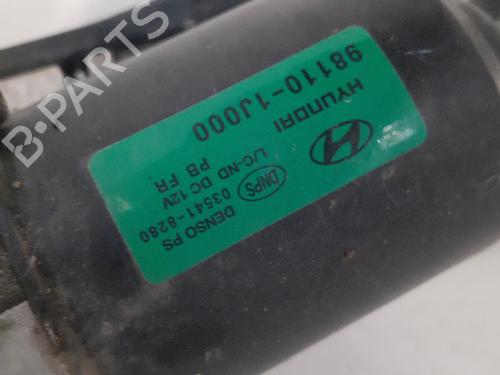 HYUNDAI
98110-1J000
DENSO PS
DNPS 03541-8280
L/C-ND DC 12V
PB FR.
B-PARTS